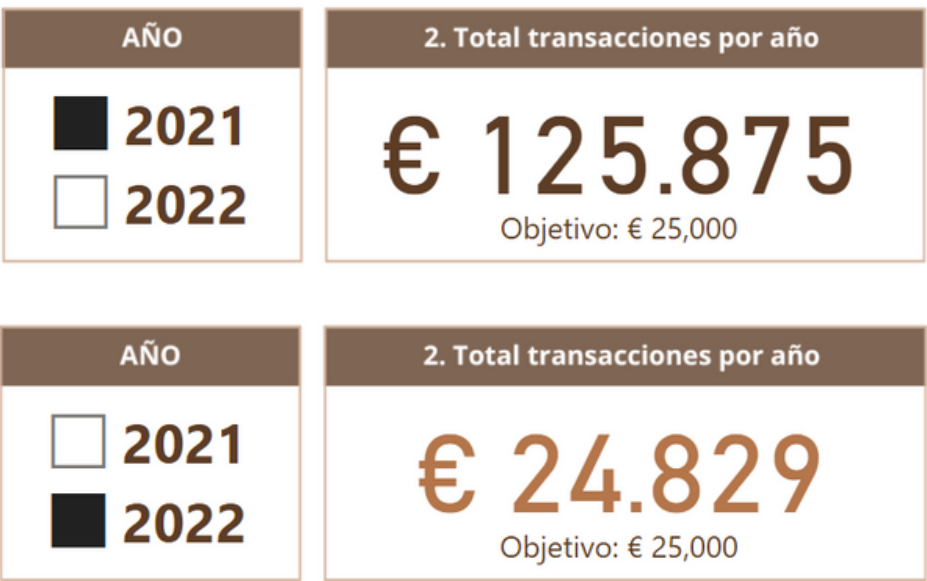 AÑO
2021
2022
2. Total transacciones por año
€ 125.875
Objetivo: € 25,000
AÑO
2021
2022
2. Total transacciones por año
€ 24.829
Objetivo: € 25,000